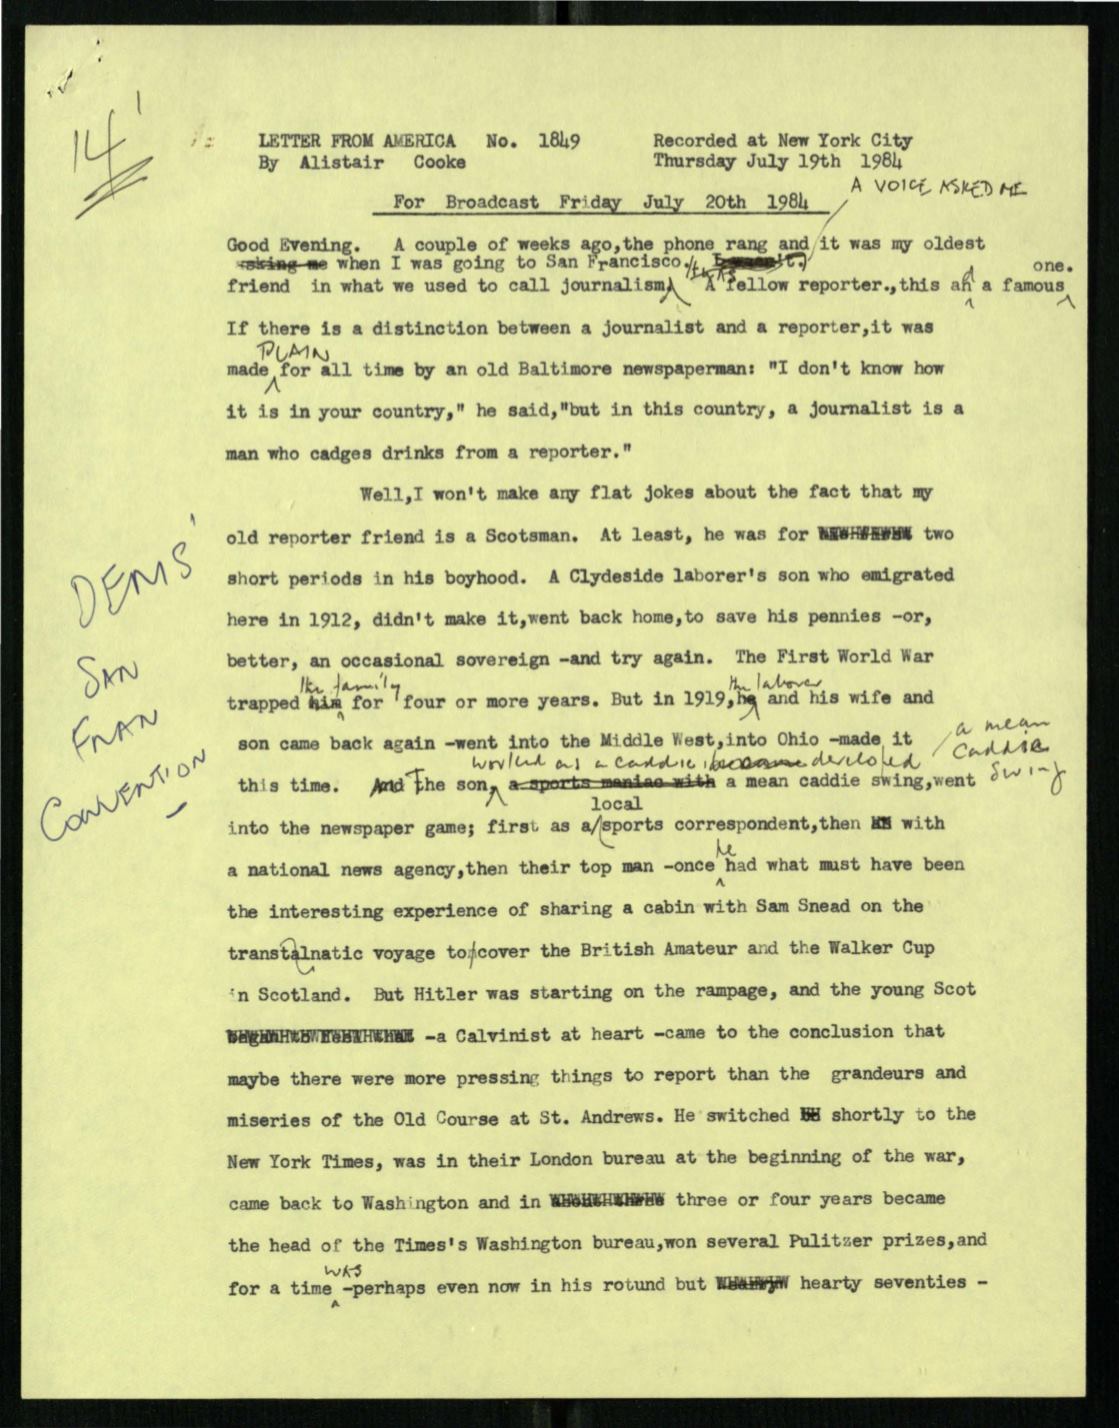 14
LETTER FROM AMERICA No. 1849 Recorded at New York City
By Alistair Cooke Thursday July 19th 1984
A VOICE ASKED ME
For Broadcast Friday July 20th 1984
Good Evening. A couple of weeks ago,the phone rang and it was my oldest
asking me when I was going to San Francisco.
one.
friend in what we used to call journalism. A fellow reporter.,this an a famous
If there is a distinction between a journalist and a reporter,it was
PLAIN
made for all time by an old Baltimore newspaperman: "I don't know how
it is in your country," he said,"but in this country, a journalist is a
man who cadges drinks from a reporter."
Well,I won't make any flat jokes about the fact that my
old reporter friend is a Scotsman. At least, he was for two
short periods in his boyhood. A Clydeside laborer's son who emigrated
here in 1912, didn't make it,went back home,to save his pennies -or,
better, an occasional sovereign -and try again. The First World War
the family the laborer
trapped him for four or more years. But in 1919,he and his wife and
son came back again -went into the Middle West,into Ohio -made it
a mean caddie swing
worked as a caddie, became developed
this time. And The son, a sports maniac with a mean caddie swing,went
local
into the newspaper game; first as a/sports correspondent,then with
he
a national news agency,then their top man -once had what must have been
the interesting experience of sharing a cabin with Sam Snead on the
transtalnatic voyage to cover the British Amateur and the Walker Cup
in Scotland. But Hitler was starting on the rampage, and the young Scot
-a Calvinist at heart -came to the conclusion that
maybe there were more pressing things to report than the grandeurs and
miseries of the Old Course at St. Andrews. He switched shortly to the
New York Times, was in their London bureau at the beginning of the war,
came back to Washington and in three or four years became
the head of the Times's Washington bureau,won several Pulitzer prizes,and
WAS
for a time -perhaps even now in his rotund but hearty seventies -
DEMS'
SAN
FRAN
CONVENTION